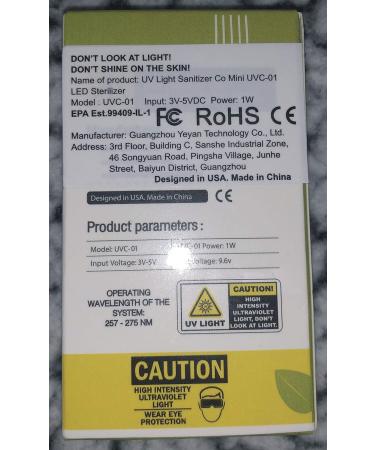 DON'T LOOK AT LIGHT!
DON'T SHINE ON THE SKIN!
Name of product: UV Light Sanitizer Co Mini UVC-01
LED Sterilizer
Model : UVC-01 Input: 3V-5VDC Power: 1W
EPA Est.99409-IL-1 FC RoHS CE
Manufacturer: Guangzhou Yeyan Technology Co., Ltd.
Address: 3rd Floor, Building C, Sanshe Industrial Zone,
46 Songyuan Road, Pingsha Village, Junhe
Street, Baiyun District, Guangzhou
Designed in USA. Made in China
Designed in USA. Made in China CE
Product parameters :
Model: UVC-01 Power: 1W
Input Voltage: 3V-5V Voltage: 9.6v
OPERATING
WAVELENGTH OF THE
SYSTEM:
257 - 275 NM
UV LIGHT
CAUTION!
HIGH
INTENSITY
ULTRAVIOLET
LIGHT, DON'T
LOOK AT LIGHT.
CAUTION
HIGH INTENSITY
ULTRAVIOLET
LIGHT
WEAR EYE
PROTECTION